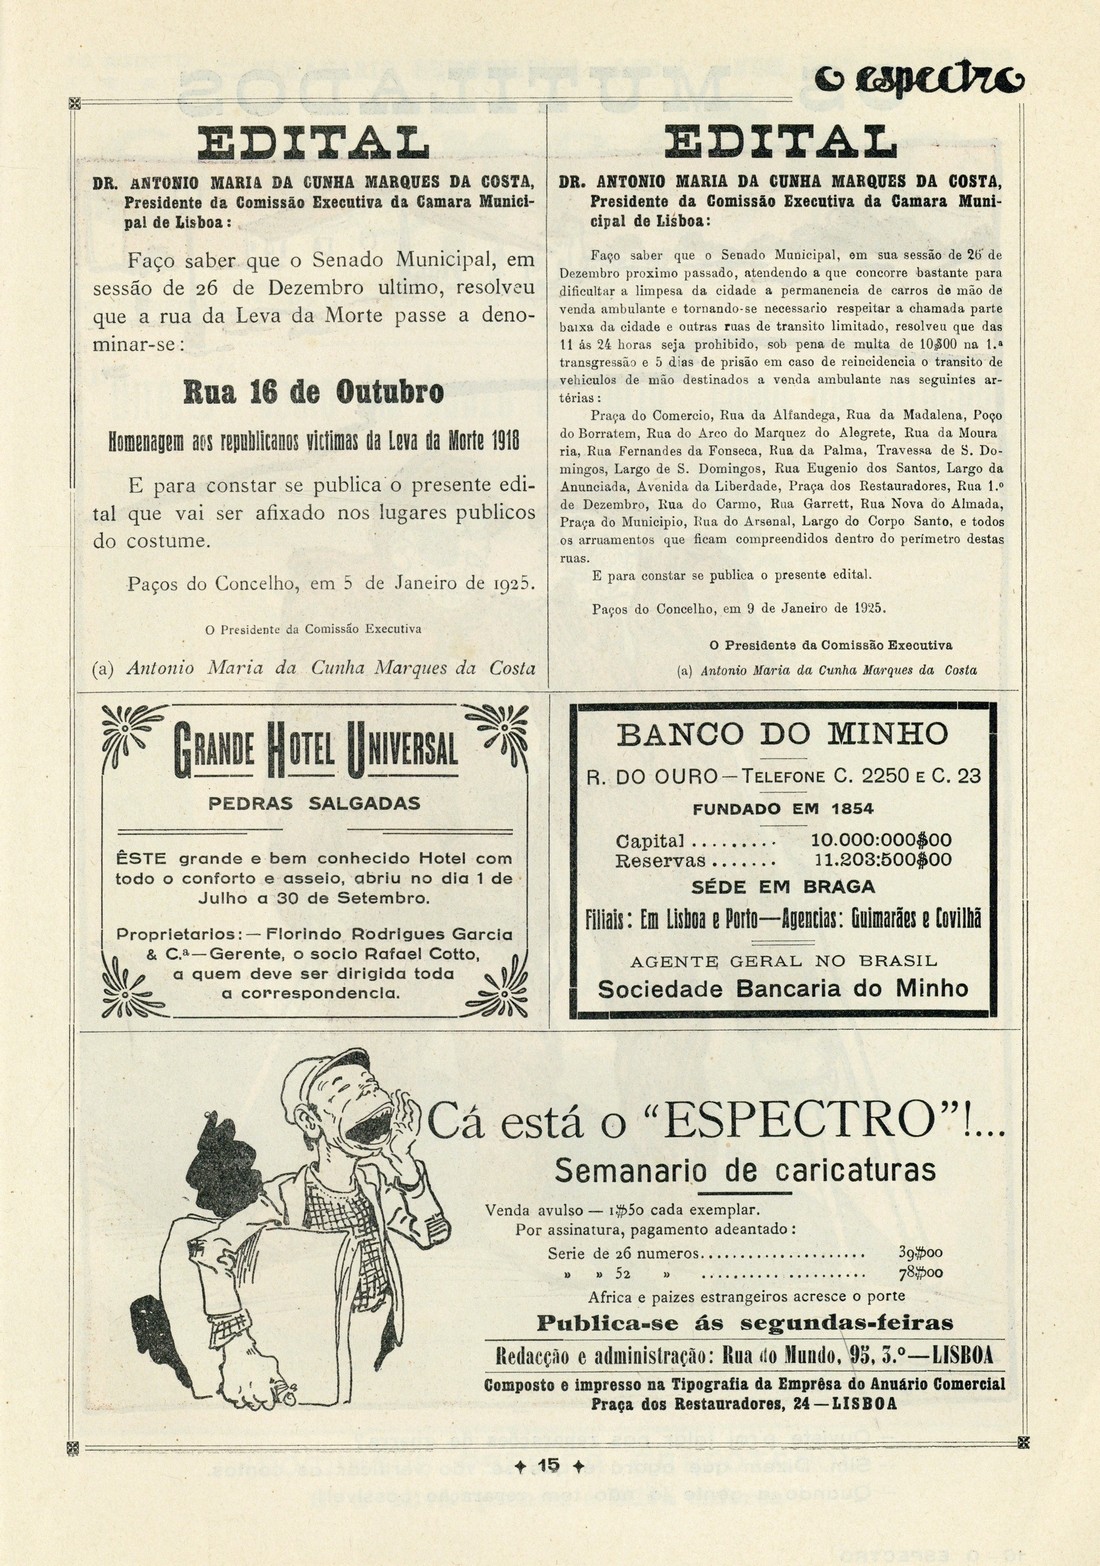 o espectro
EDITAL
DR. ANTONIO MARIA DA CUNHA MARQUES DA COSTA,
Presidente da Comissão Executiva da Camara Munici-
pal de Lisboa:
Faço saber que o Senado Municipal, em
sessão de 26 de Dezembro ultimo, resolveu
que a rua da Leva da Morte passe a deno-
minar-se:
Rua 16 de Outubro
Homenagem aos republicanos victimas da Leva da Morte 1918
E para constar se publica o presente edi-
tal que vai ser afixado nos lugares publicos
do costume.
Paços do Concelho, em 5 de Janeiro de 1925.
O Presidente da Comissão Executiva
(a) Antonio Maria da Cunha Marques da Costa
EDITAL
DR. ANTONIO MARIA DA CUNHA MARQUES DA COSTA,
Presidente da Comissão Executiva da Camara Muni-
cipal de Lisboa:
Faço saber que o Senado Municipal, em sua sessão de 26 de
Dezembro proximo passado, atendendo a que concorre bastante para
dificultar a limpesa da cidade a permanencia de carros de mão de
venda ambulante e tornando-se necessario respeitar a chamada parte
baixa da cidade e outras ruas de transito limitado, resolveu que das
11 ás 24 horas seja prohibido, sob pena de multa de 10$00 na 1.ª
transgressão e 5 dias de prisão em caso de reincidencia o transito de
vehiculos de mão destinados a venda ambulante nas seguintes ar-
térias:
Praça do Comercio, Rua da Alfandega, Rua da Madalena, Poço
do Borratem, Rua do Arco do Marquez do Alegrete, Rua da Moura
ria, Rua Fernandes da Fonseca, Rua da Palma, Travessa de S. Do-
mingos, Largo de S. Domingos, Rua Eugenio dos Santos, Largo da
Anunciada, Avenida da Liberdade, Praça dos Restauradores, Rua 1.º
de Dezembro, Rua do Carmo, Rua Garrett, Rua Nova do Almada,
Praça do Municipio, Rua do Arsenal, Largo do Corpo Santo, e todos
os arruamentos que ficam compreendidos dentro do perímetro destas
ruas.
E para constar se publica o presente edital.
Paços do Concelho, em 9 de Janeiro de 1925.
O Presidente da Comissão Executiva
(a) Antonio Maria da Cunha Marques da Costa
GRANDE HOTEL UNIVERSAL
PEDRAS SALGADAS
ÊSTE grande e bem conhecido Hotel com
todo o conforto e asseio, abriu no dia 1 de
Julho a 30 de Setembro.
Proprietarios: — Florindo Rodrigues Garcia
& C.ª — Gerente, o socio Rafael Cotto,
a quem deve ser dirigida toda
a correspondencia.
BANCO DO MINHO
R. DO OURO — TELEFONE C. 2250 E C. 23
FUNDADO EM 1854
Capital ......... 10.000:000$00
Reservas ....... 11.203:500$00
SÉDE EM BRAGA
Filiais: Em Lisboa e Porto — Agencias: Guimarães e Covilhã
AGENTE GERAL NO BRASIL
Sociedade Bancaria do Minho
Cá está o "ESPECTRO"!...
Semanario de caricaturas
Venda avulso — 1$50 cada exemplar.
Por assinatura, pagamento adeantado:
Serie de 26 numeros.................... 39$00
» » 52 » .................... 78$00
Africa e paizes estrangeiros acresce o porte
Publica-se ás segundas-feiras
Redacção e administração: Rua do Mundo, 95, 3.º — LISBOA
Composto e impresso na Tipografia da Emprêsa do Anuário Comercial
Praça dos Restauradores, 24 — LISBOA
15